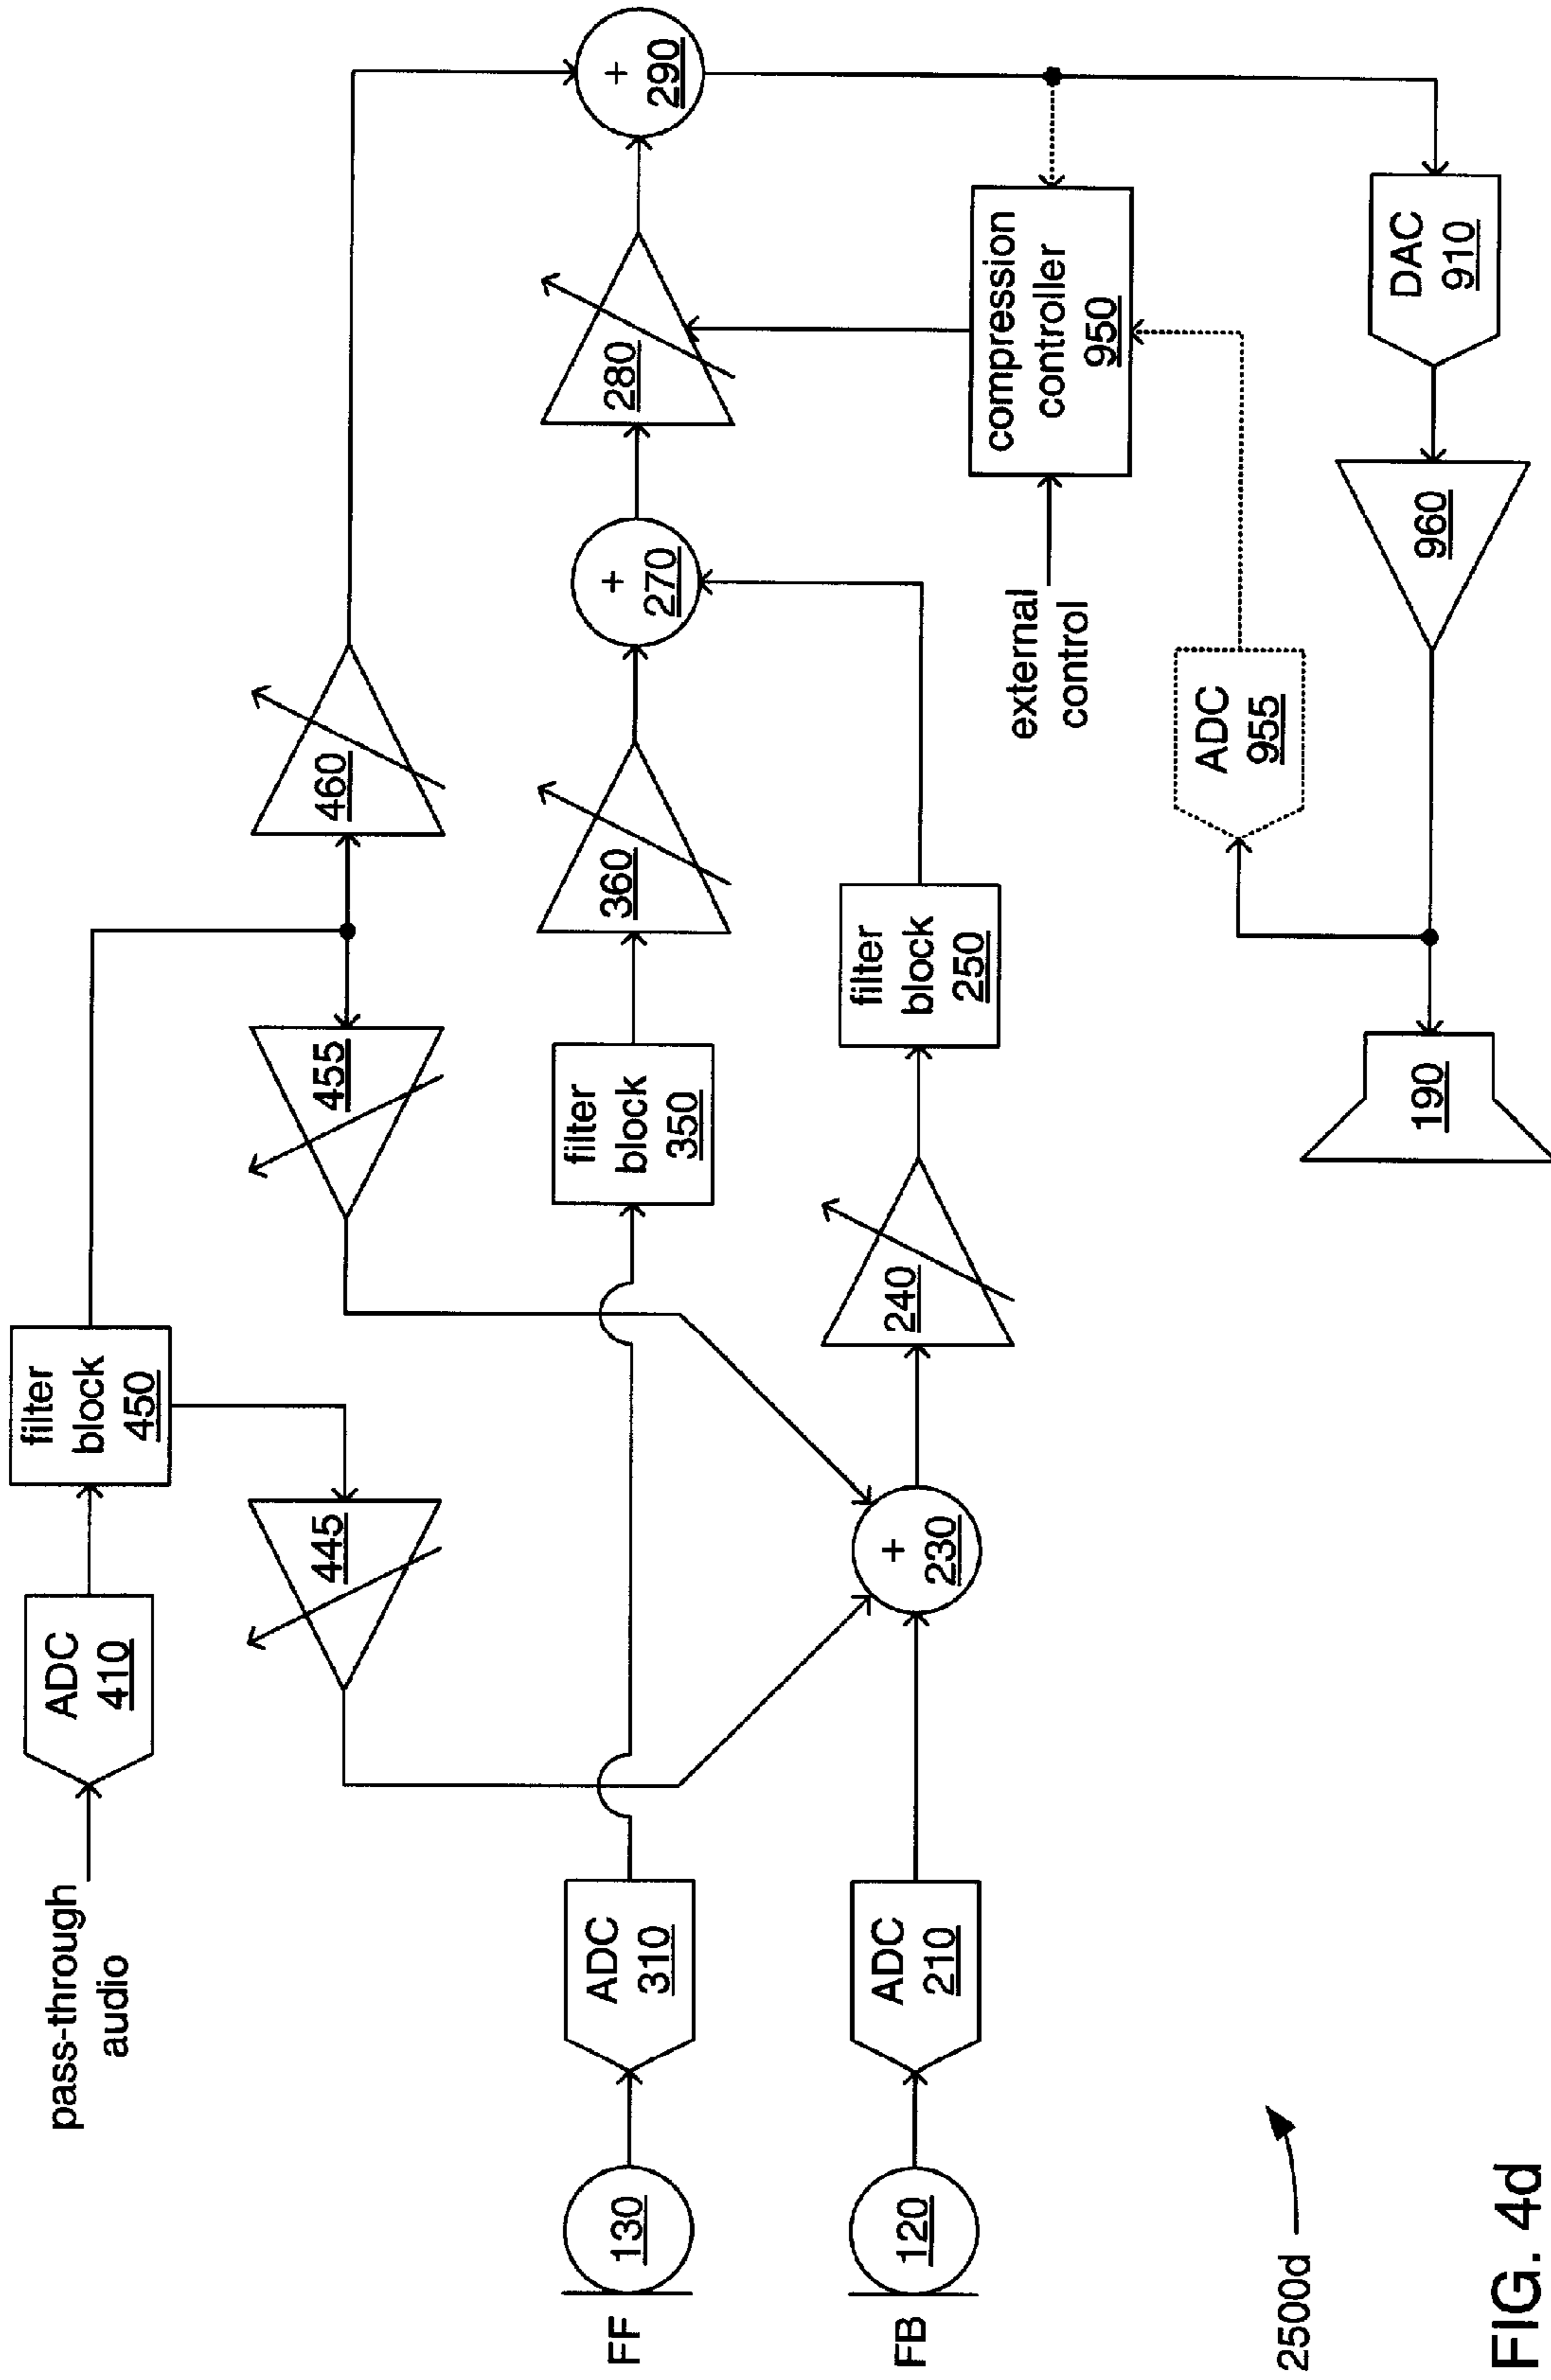 pass-through
audio
ADC
410
filter
block
450
445
455
460
FF
130
ADC
310
filter
block
350
360
+
270
280
+
290
FB
120
ADC
210
+
230
240
filter
block
250
external
control
compression
controller
950
ADC
955
DAC
910
960
190
2500d
FIG. 4d